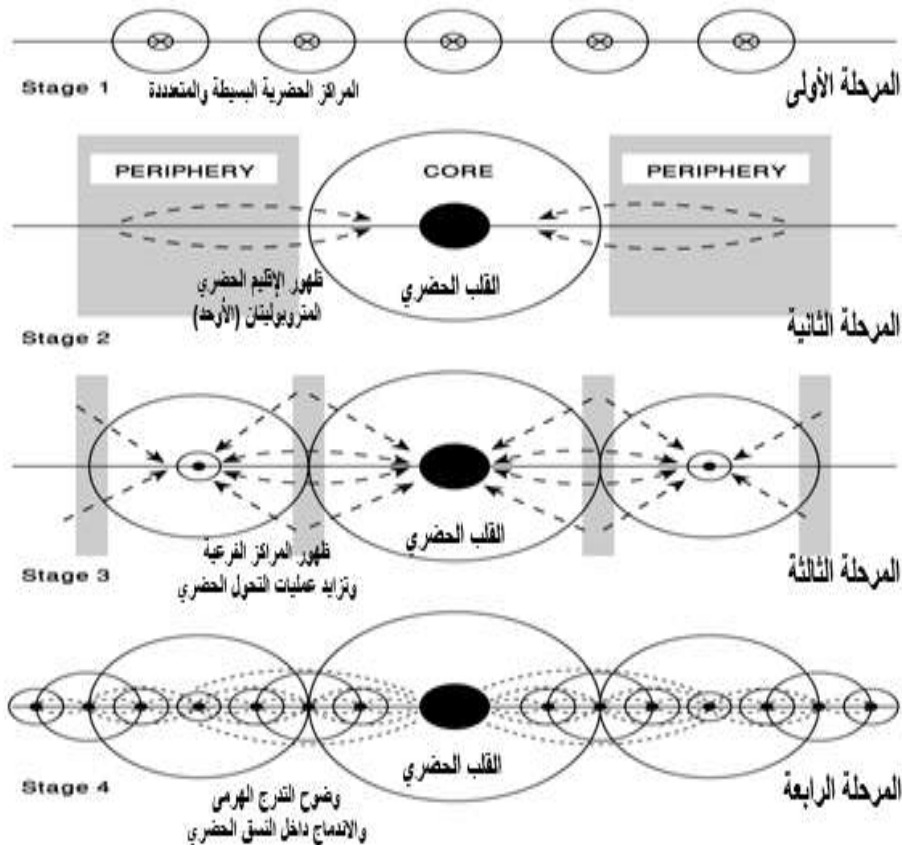 Stage 1
المراكز الحضرية البسيطة والمتعددة
المرحلة الأولى
PERIPHERY
CORE
PERIPHERY
القلب الحضري
ظهور الإقليم الحضري
المتروبوليتان (الأوحد)
Stage 2
المرحلة الثانية
القلب الحضري
ظهور المراكز الفرعية
وتزايد عمليات التحول الحضري
Stage 3
المرحلة الثالثة
القلب الحضري
Stage 4
وضوح التدرج الهرمي
والاندماج داخل النسق الحضري
المرحلة الرابعة